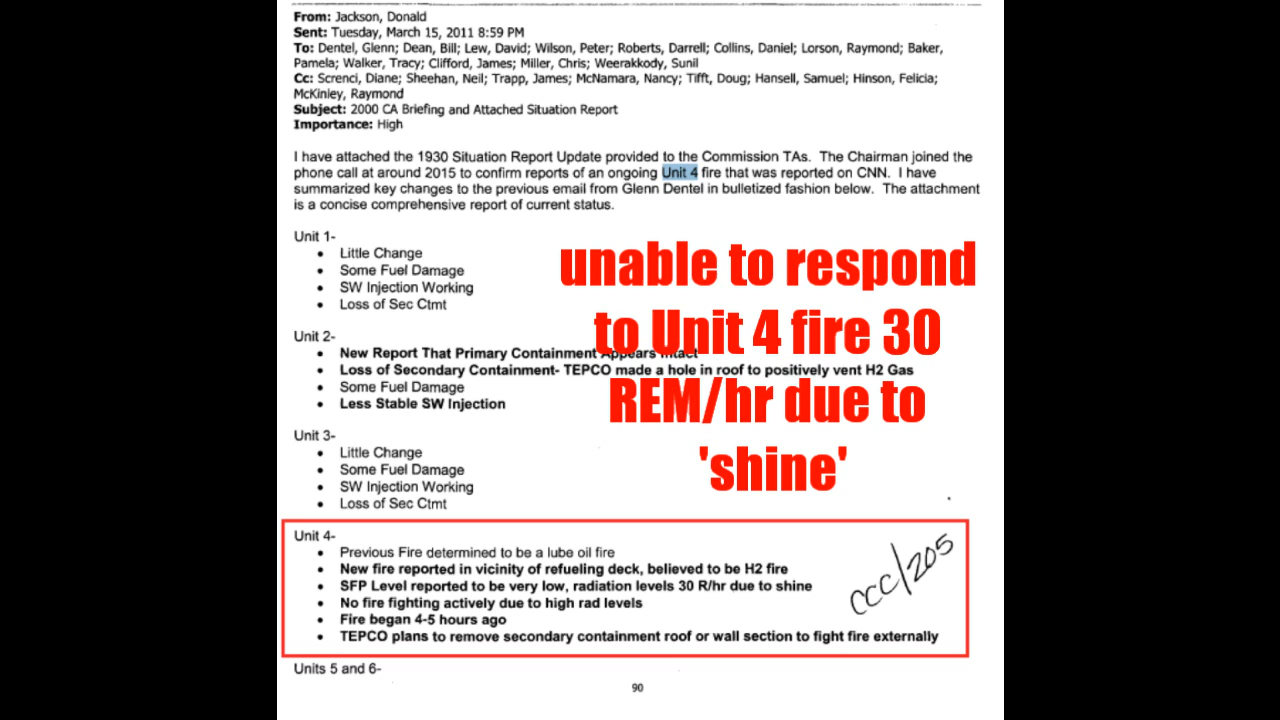 From: Jackson, Donald
Sent: Tuesday, March 15, 2011 8:59 PM
To: Dentel, Glenn; Dean, Bill; Lew, David; Wilson, Peter; Roberts, Darrell; Collins, Daniel; Lorson, Raymond; Baker,
Pamela; Walker, Tracy; Clifford, James; Miller, Chris; Weerakkody, Sunil
Cc: Screnci, Diane; Sheehan, Neil; Trapp, James; McNamara, Nancy; Tifft, Doug; Hansell, Samuel; Hinson, Felicia;
McKinley, Raymond
Subject: 2000 CA Briefing and Attached Situation Report
Importance: High
I have attached the 1930 Situation Report Update provided to the Commission TAs. The Chairman joined the
phone call at around 2015 to confirm reports of an ongoing Unit 4 fire that was reported on CNN. I have
summarized key changes to the previous email from Glenn Dentel in bulletized fashion below. The attachment
is a concise comprehensive report of current status.
Unit 1-
• Little Change
• Some Fuel Damage
• SW Injection Working
• Loss of Sec Ctmt
Unit 2-
• New Report That Primary Containment Appears Intact
• Loss of Secondary Containment- TEPCO made a hole in roof to positively vent H2 Gas
• Some Fuel Damage
• Less Stable SW Injection
Unit 3-
• Little Change
• Some Fuel Damage
• SW Injection Working
• Loss of Sec Ctmt
unable to respond
to Unit 4 fire 30
REM/hr due to
'shine'
Unit 4-
• Previous Fire determined to be a lube oil fire
• New fire reported in vicinity of refueling deck, believed to be H2 fire
• SFP Level reported to be very low, radiation levels 30 R/hr due to shine
• No fire fighting actively due to high rad levels
• Fire began 4-5 hours ago
• TEPCO plans to remove secondary containment roof or wall section to fight fire externally
CCC/205
Units 5 and 6-
90